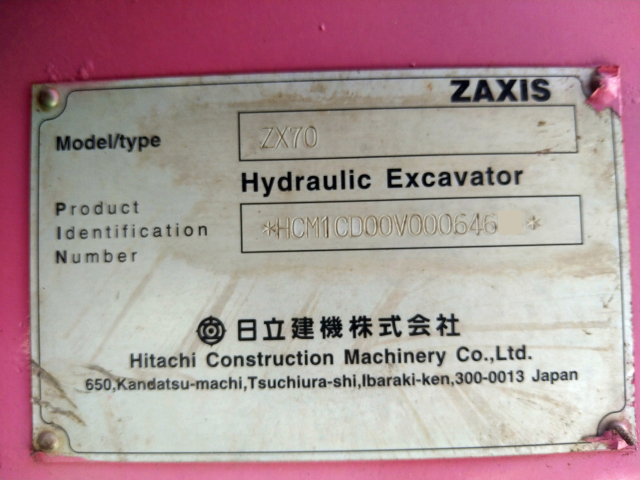 ZAXIS
Model/type ZX70
Hydraulic Excavator
Product
Identification *HCM1CD00V000646 *
Number
日立建機株式会社
Hitachi Construction Machinery Co.,Ltd.
650,Kandatsu-machi,Tsuchiura-shi,Ibaraki-ken,300-0013 Japan